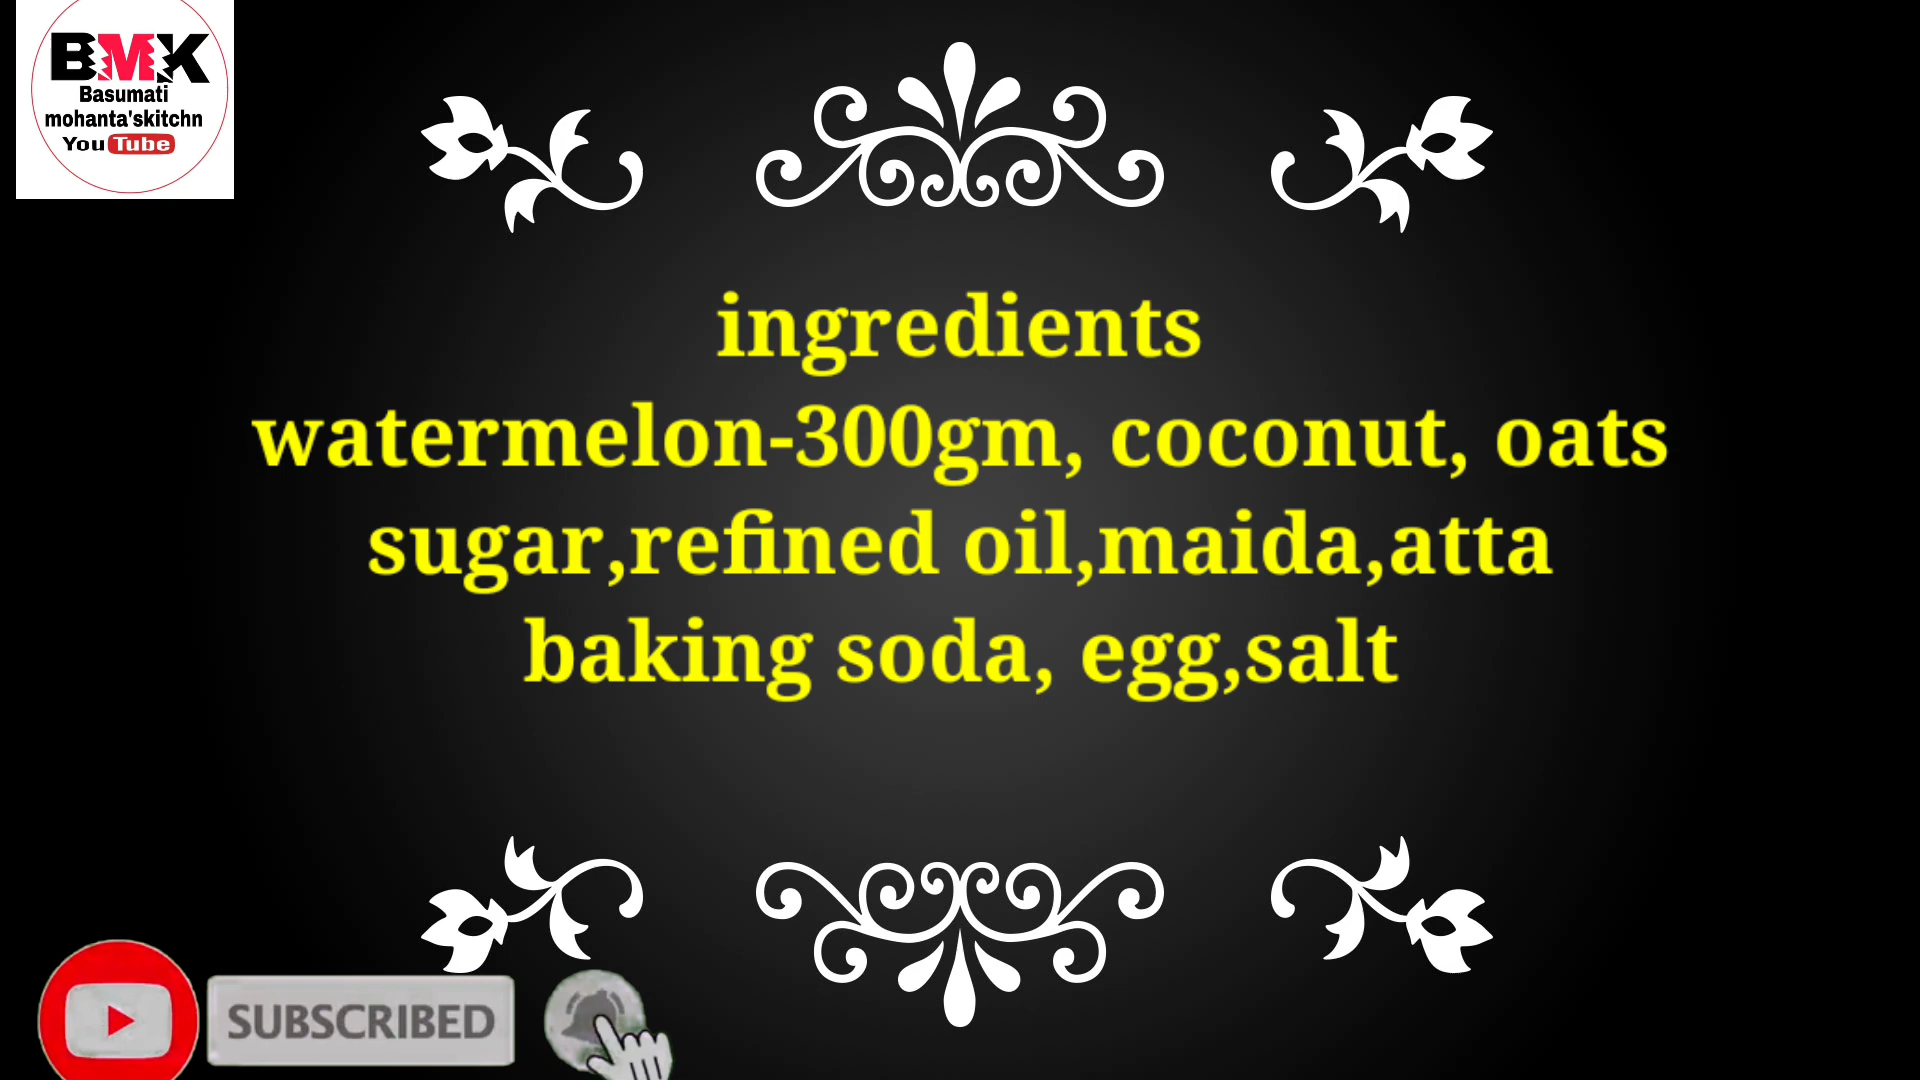 BMK
Basumati
mohanta'skitchn
YouTube
ingredients
watermelon-300gm, coconut, oats
sugar,refined oil,maida,atta
baking soda, egg,salt
SUBSCRIBED